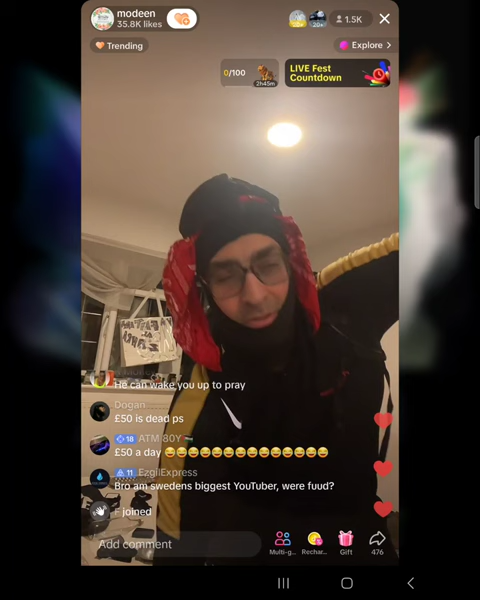 modeen
35.8K likes
20+
1.5K
Trending
Explore >
0/100
2h45m
LIVE Fest
Countdown
He can wake you up to pray
Dogan
£50 is dead ps
18 ATM 80Y 🇵🇸
£50 a day 😂😂😂😂😂😂😂😂😂😂😂😂😂😂
11 EzgilExpress
Bro am swedens biggest YouTuber, were fuud?
F joined
Add comment
Multi-g...
Rechar...
Gift
476